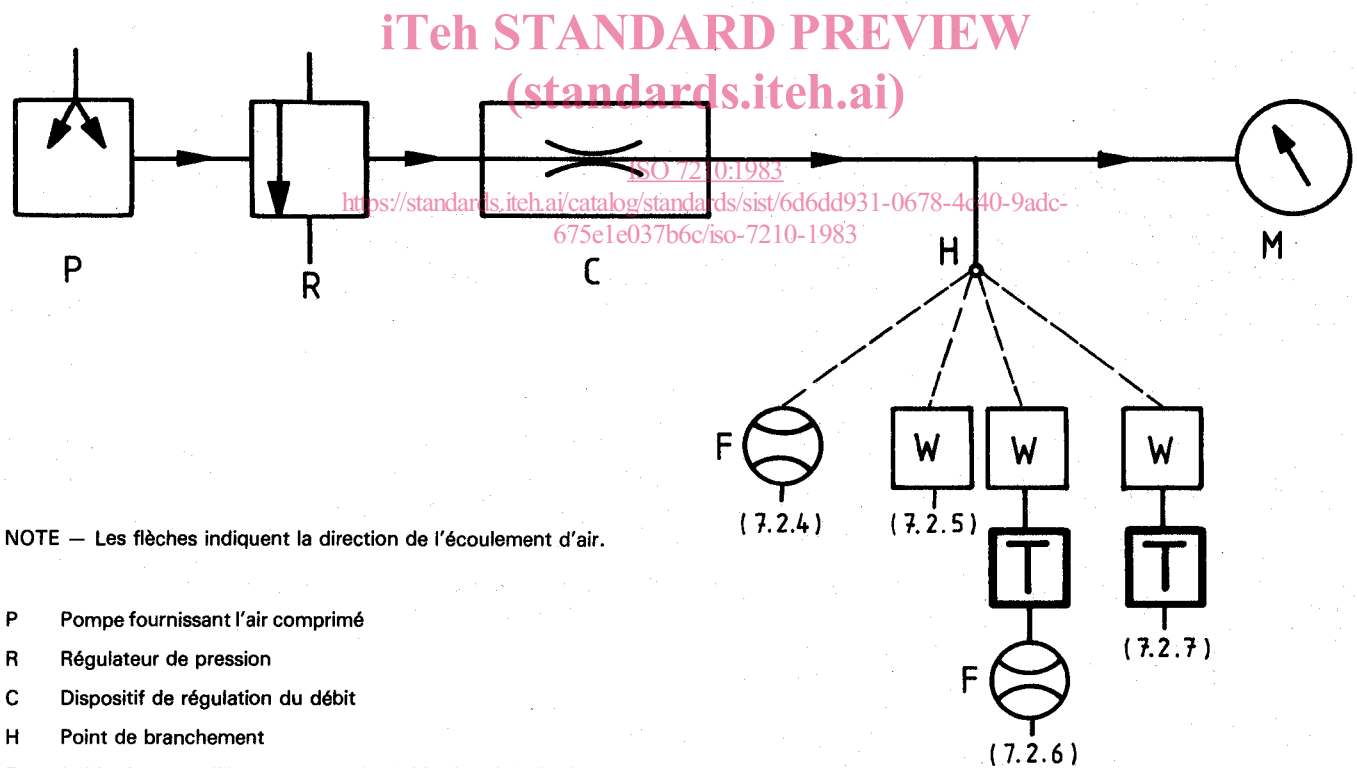 iTeh STANDARD PREVIEW
(standards.iteh.ai)
ISO 7210:1983
https://standards.iteh.ai/catalog/standards/sist/6d6dd931-0678-4c40-9adc-
675e1e037b6c/iso-7210-1983
P
R
C
H
M
F
W
W
W
(7.2.4)
(7.2.5)
T
T
(7.2.7)
F
(7.2.6)
NOTE — Les flèches indiquent la direction de l'écoulement d'air.
P Pompe fournissant l'air comprimé
R Régulateur de pression
C Dispositif de régulation du débit
H Point de branchement